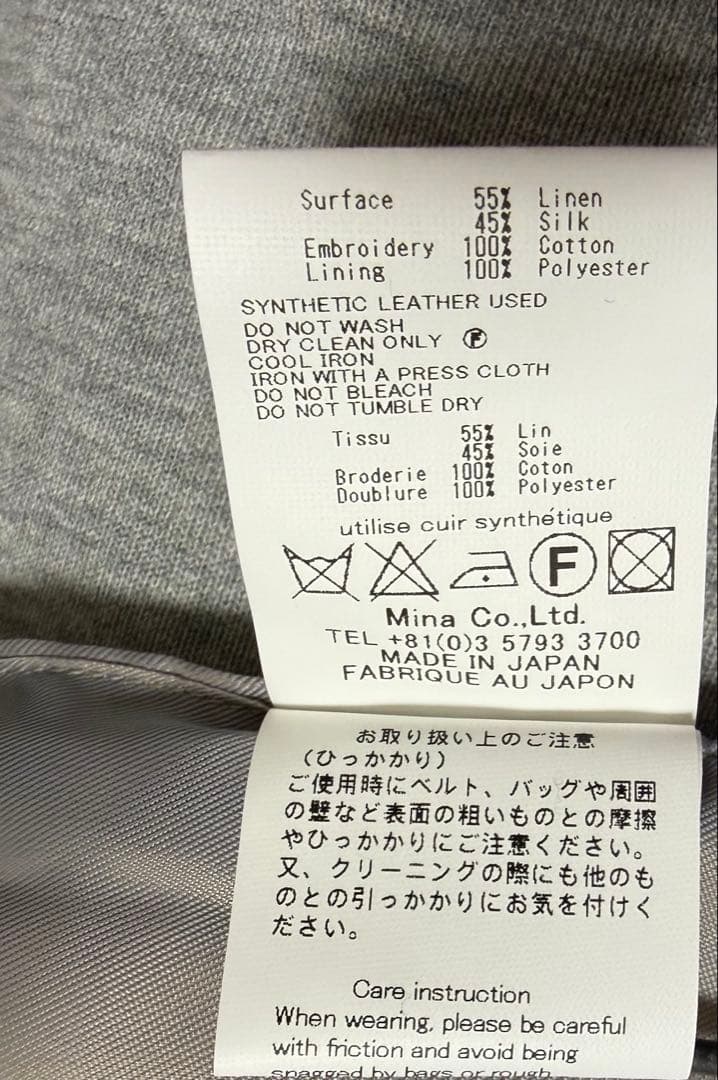 Surface 55% Linen
45% Silk
Embroidery 100% Cotton
Lining 100% Polyester
SYNTHETIC LEATHER USED
DO NOT WASH
DRY CLEAN ONLY Ⓕ
COOL IRON
IRON WITH A PRESS CLOTH
DO NOT BLEACH
DO NOT TUMBLE DRY
Tissu 55% Lin
45% Soie
Broderie 100% Coton
Doublure 100% Polyester
utilise cuir synthétique
F
Mina Co.,Ltd.
TEL +81(0)3 5793 3700
MADE IN JAPAN
FABRIQUE AU JAPON
お取り扱い上のご注意
(ひっかかり)
ご使用時にベルト、バッグや周囲
の壁など表面の粗いものとの摩擦
やひっかかりにご注意ください。
又、クリーニングの際にも他のも
のとの引っかかりにお気を付けく
ださい。
Care instruction
When wearing, please be careful
with friction and avoid being
snagged by bags or rough